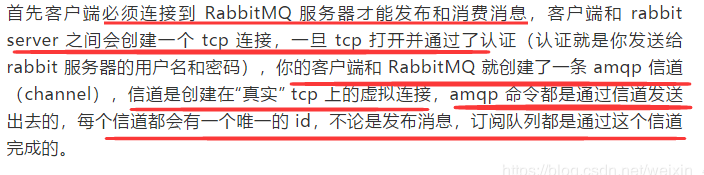 首先客户端必须连接到 RabbitMQ 服务器才能发布和消费消息，客户端和 rabbit
server 之间会创建一个 tcp 连接，一旦 tcp 打开并通过了认证（认证就是你发送给
rabbit 服务器的用户名和密码），你的客户端和 RabbitMQ 就创建了一条 amqp 信道
（channel），信道是创建在“真实” tcp 上的虚拟连接，amqp 命令都是通过信道发送
出去的，每个信道都会有一个唯一的 id，不论是发布消息，订阅队列都是通过这个信道
完成的。
https://blog.csdn.net/weixin_